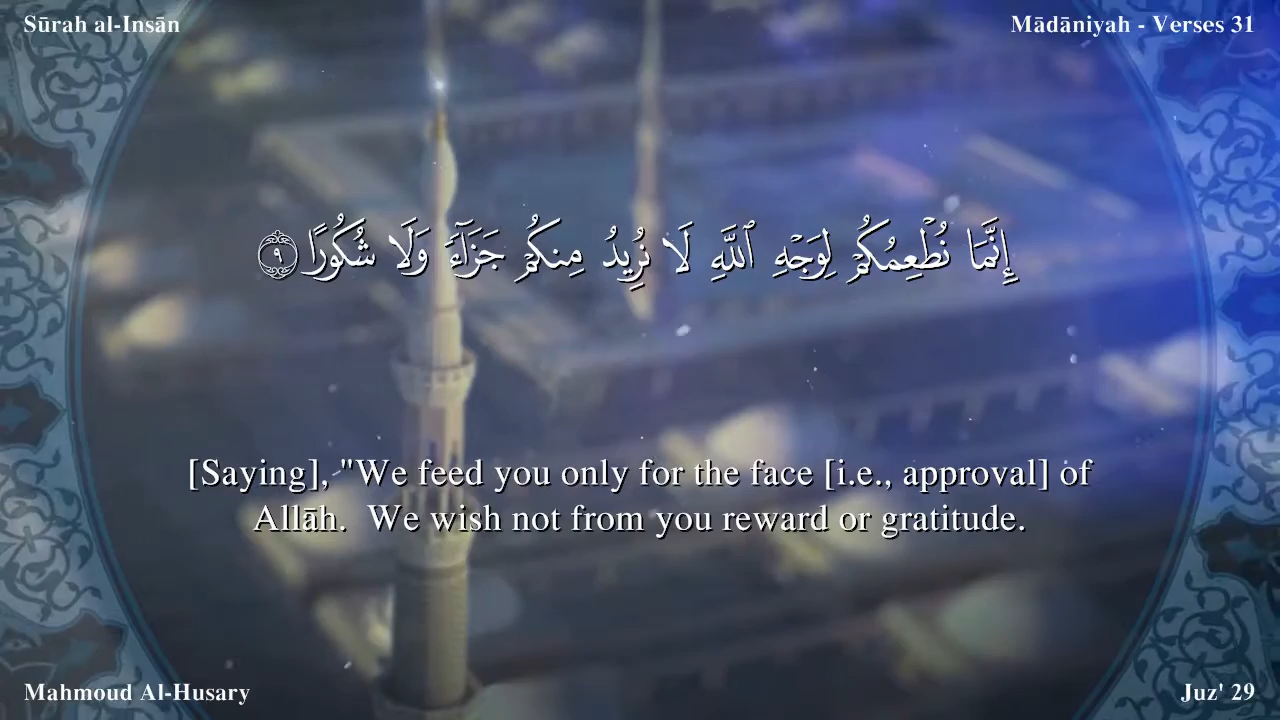 Sūrah al-Insān
Mādāniyah - Verses 31
إِنَّمَا نُطْعِمُكُمْ لِوَجْهِ ٱللَّهِ لَا نُرِيدُ مِنكُمْ جَزَآءً وَلَا شُكُورًا ٩
[Saying], "We feed you only for the face [i.e., approval] of
Allāh.  We wish not from you reward or gratitude.
Mahmoud Al-Husary
Juz' 29